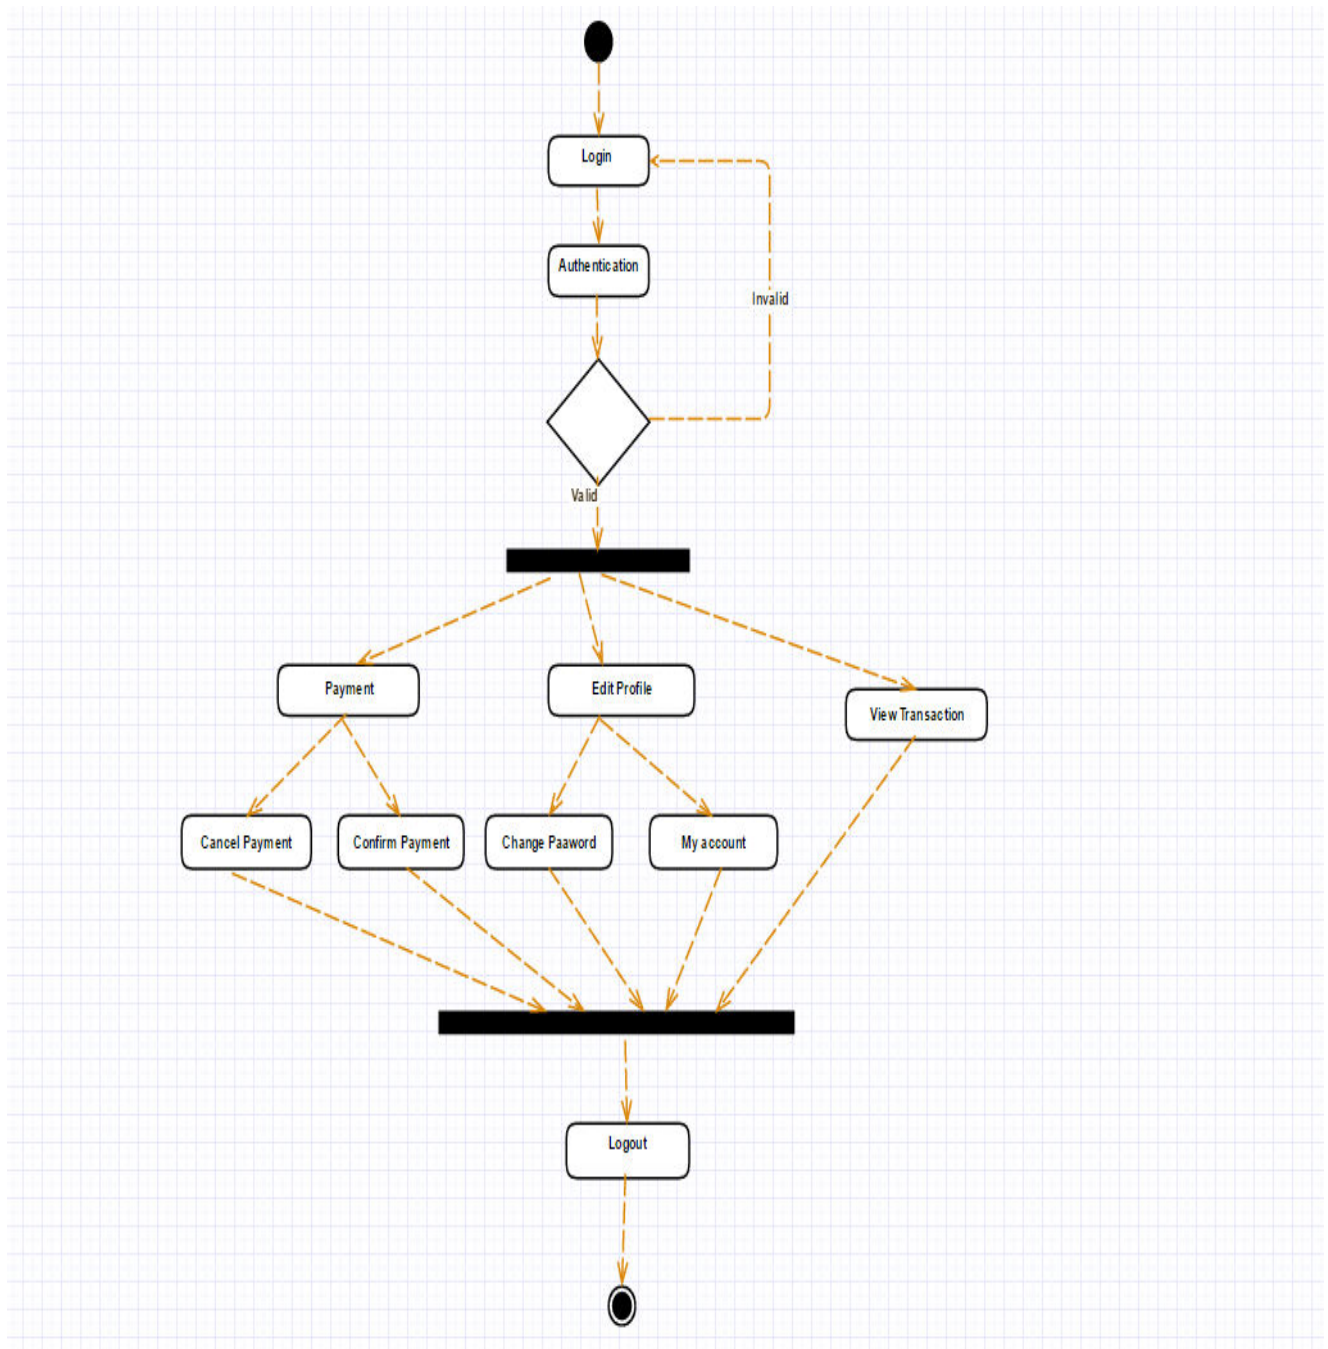 Login
Authentication
Invalid
Valid
Payment
Edit Profile
View Transaction
Cancel Payment
Confirm Payment
Change Paaword
My account
Logout